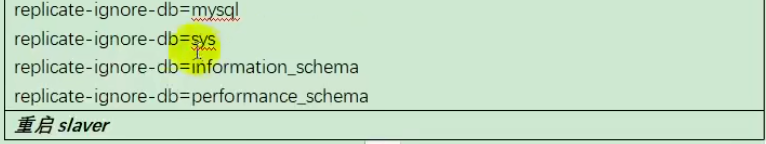 replicate-ignore-db=mysql
replicate-ignore-db=sys
replicate-ignore-db=information_schema
replicate-ignore-db=performance_schema
重启 slaver